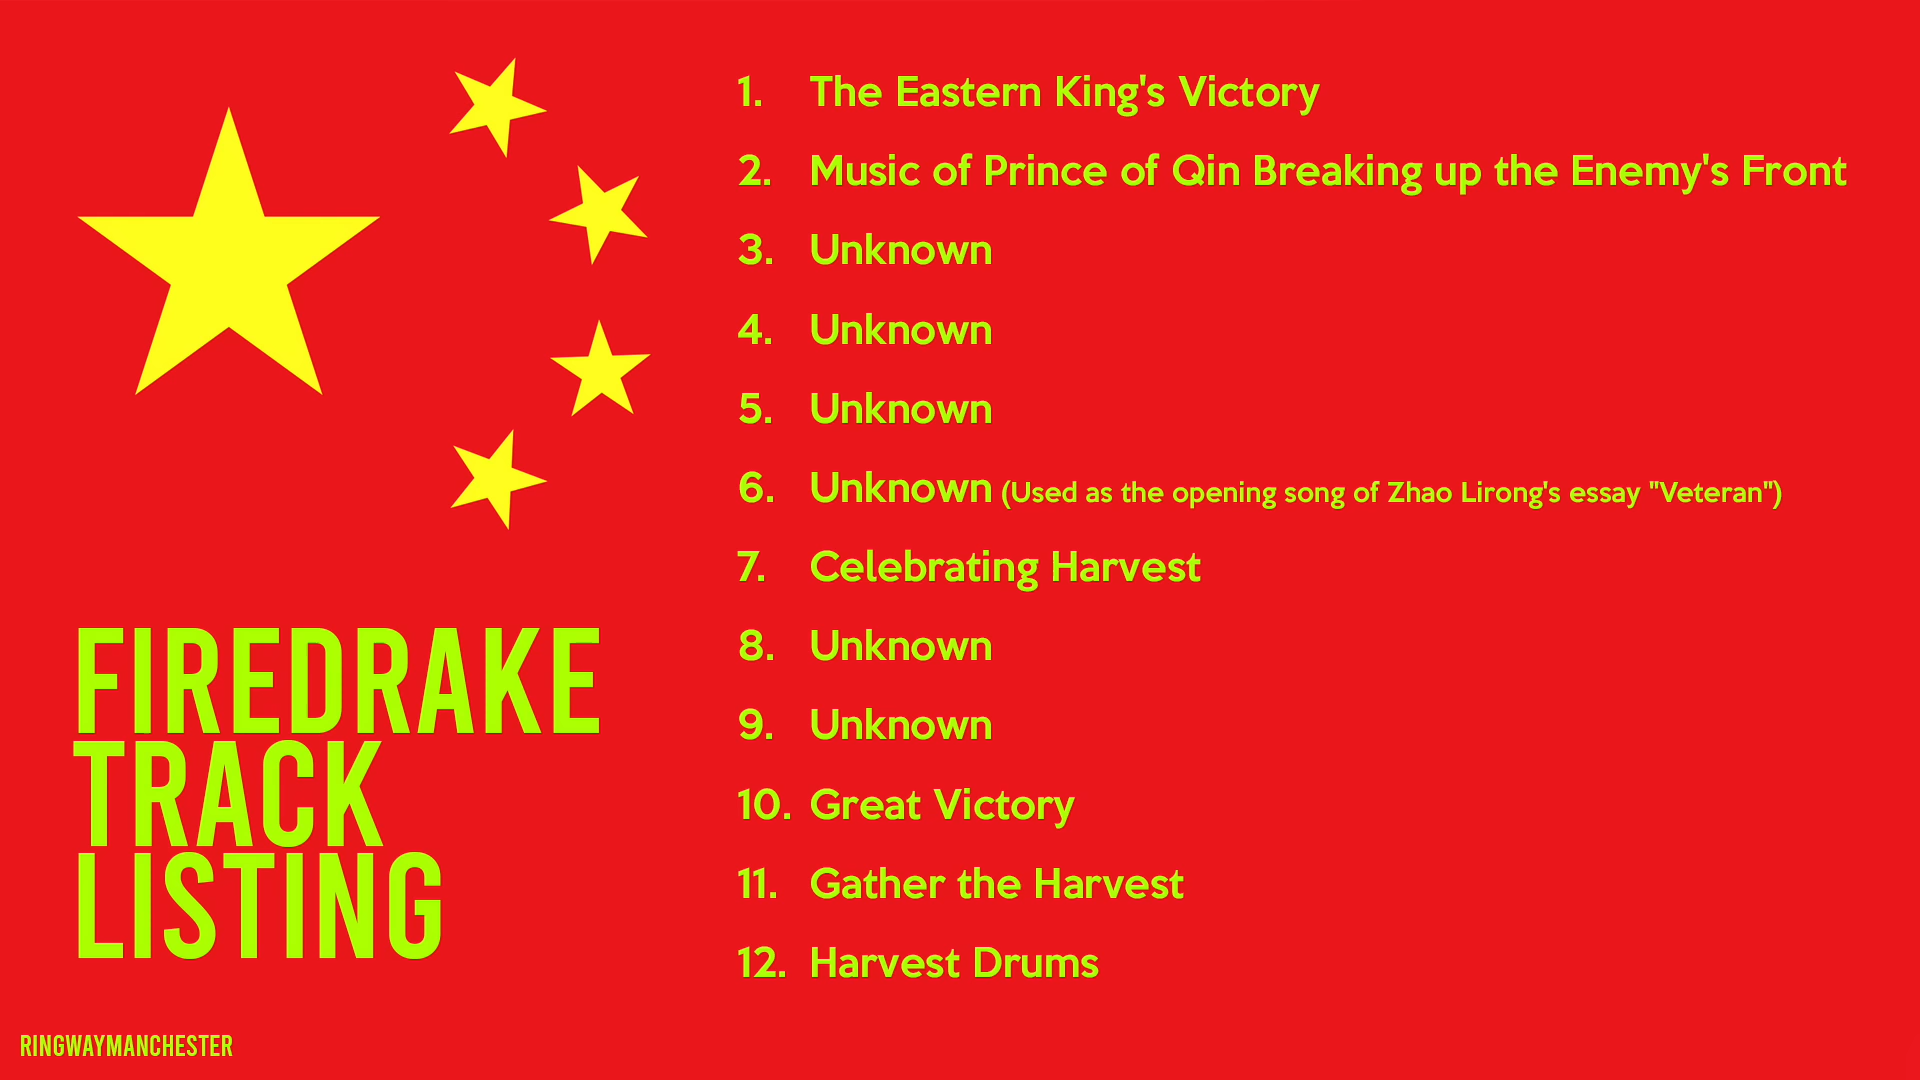 1. The Eastern King's Victory
2. Music of Prince of Qin Breaking up the Enemy's Front
3. Unknown
4. Unknown
5. Unknown
6. Unknown (Used as the opening song of Zhao Lirong's essay "Veteran")
7. Celebrating Harvest
8. Unknown
9. Unknown
10. Great Victory
11. Gather the Harvest
12. Harvest Drums
FIREDRAKE
TRACK
LISTING
RINGWAYMANCHESTER